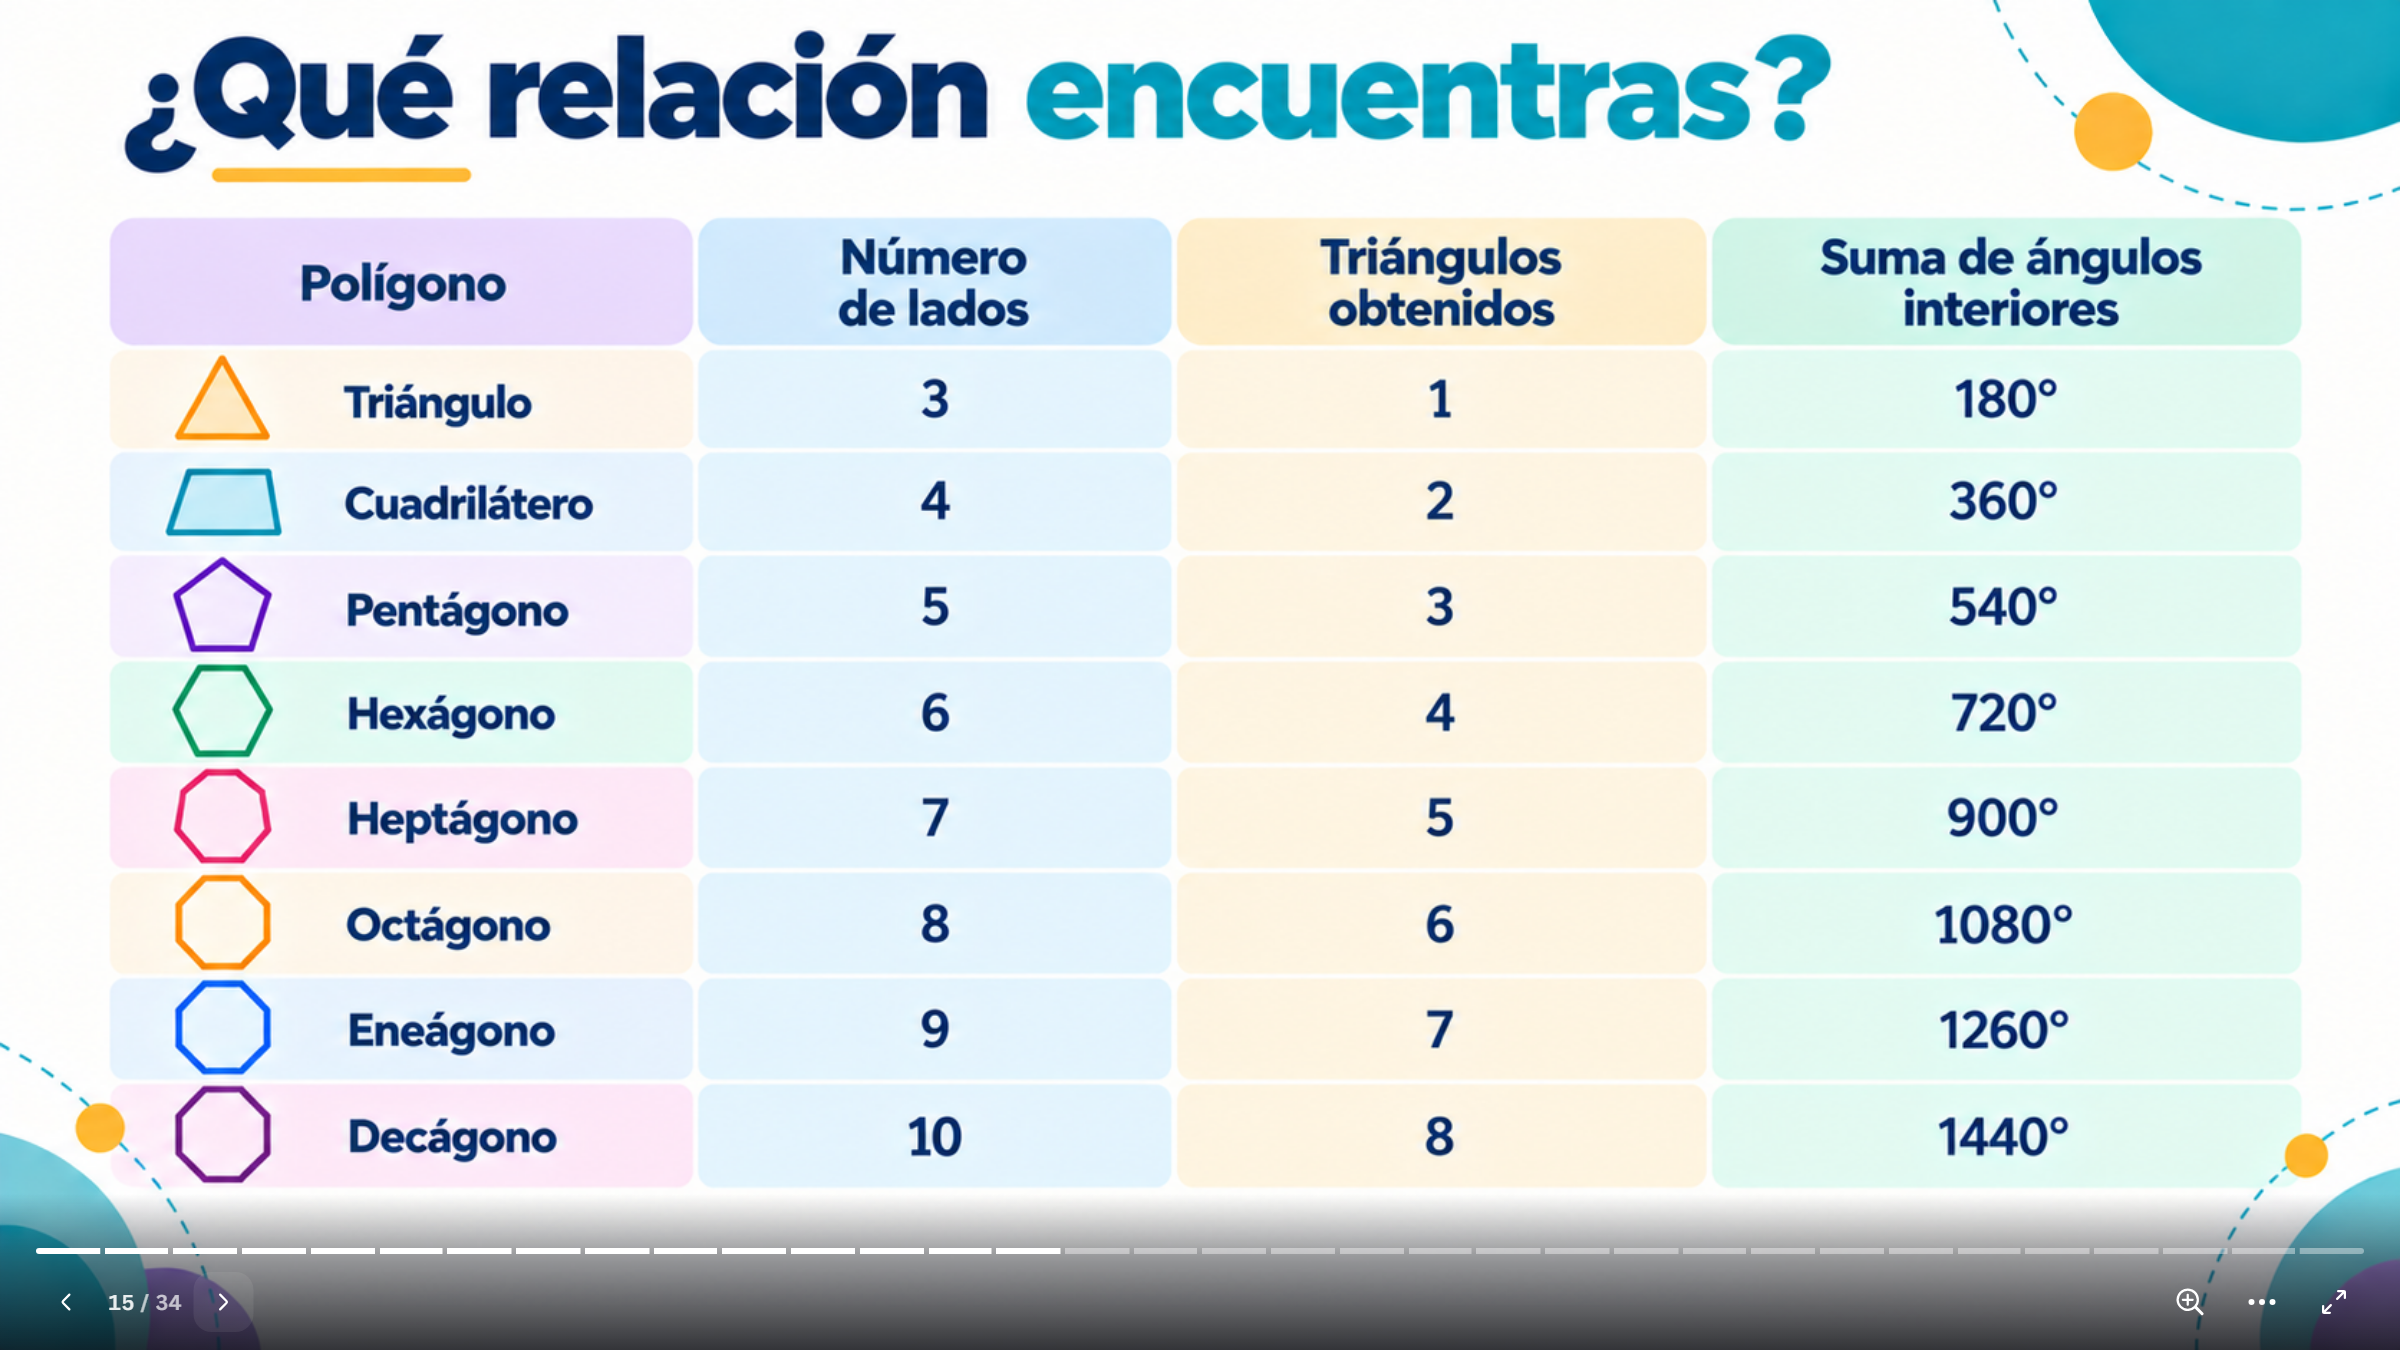 ¿Qué relación encuentras?
Polígono
Número
de lados
Triángulos
obtenidos
Suma de ángulos
interiores
Triángulo 3 1 180°
Cuadrilátero 4 2 360°
Pentágono 5 3 540°
Hexágono 6 4 720°
Heptágono 7 5 900°
Octágono 8 6 1080°
Eneágono 9 7 1260°
Decágono 10 8 1440°
15 / 34